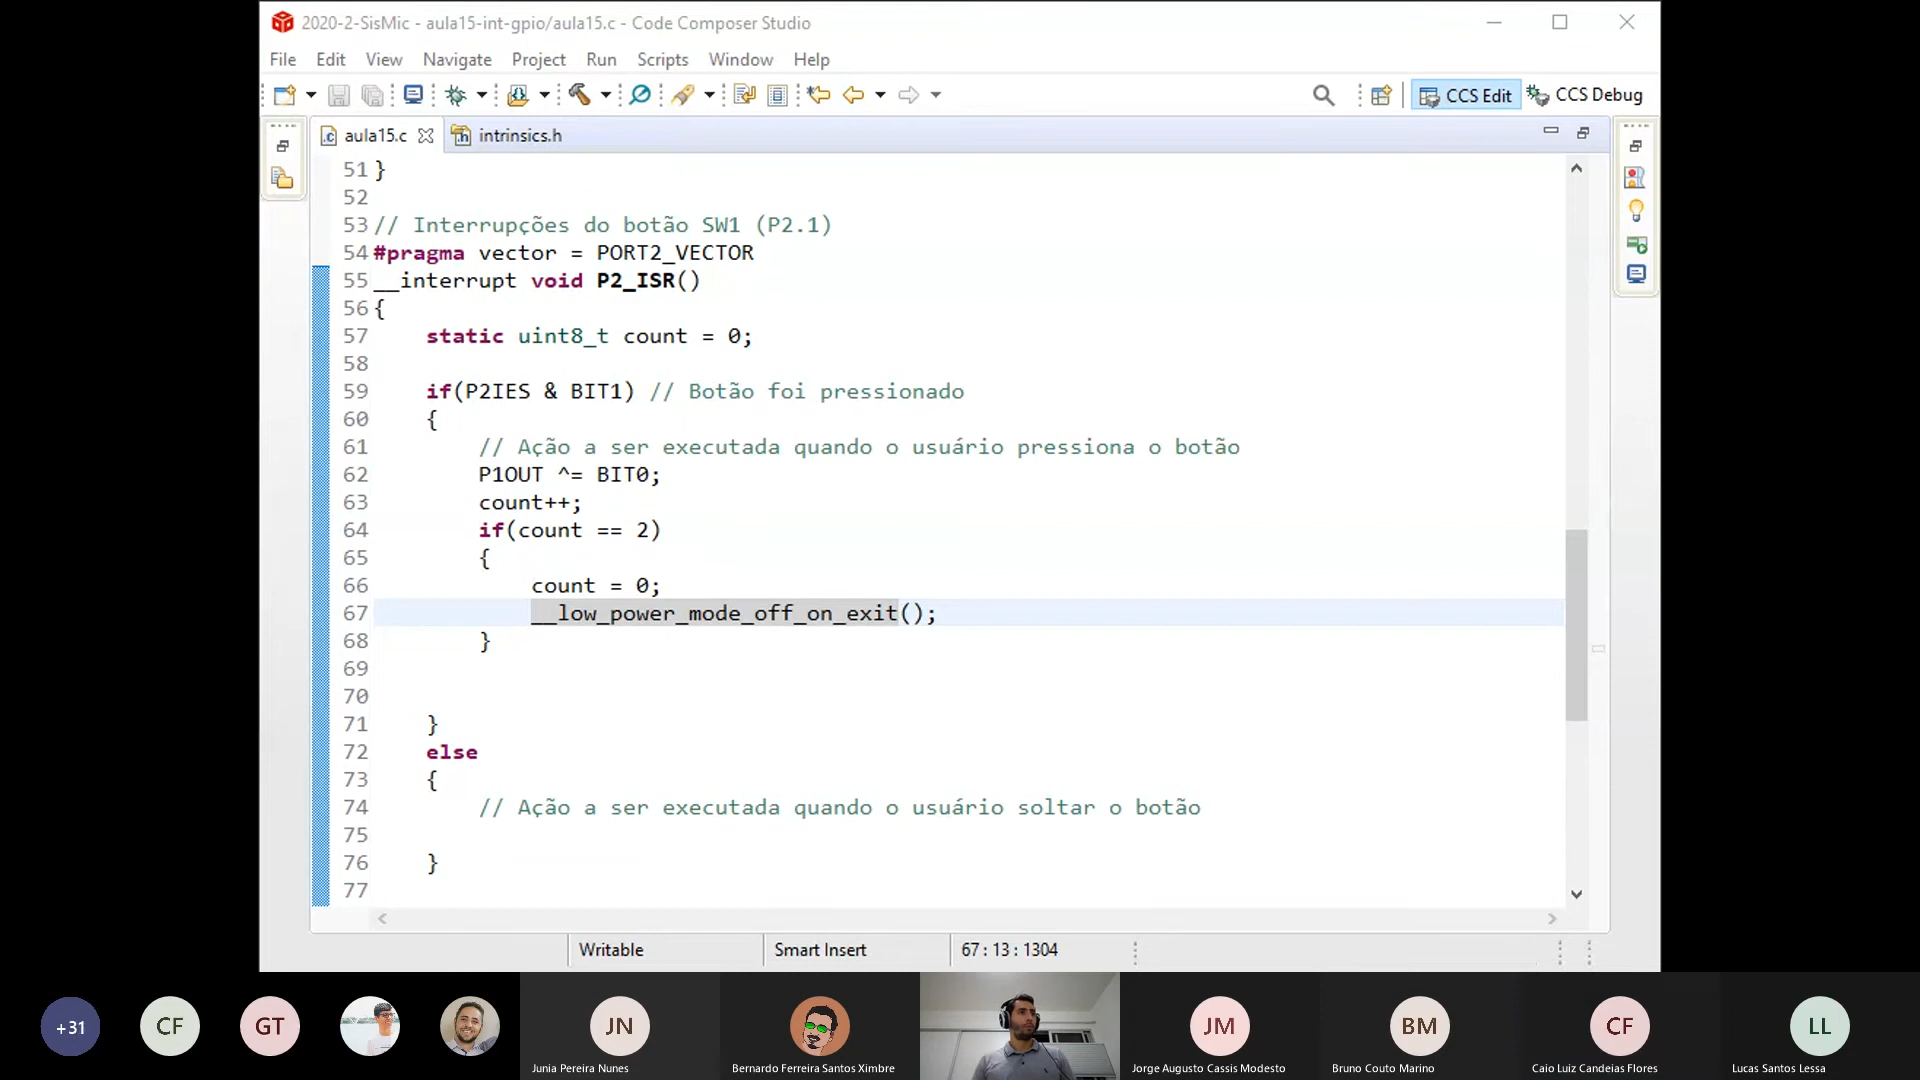 2020-2-SisMic - aula15-int-gpio/aula15.c - Code Composer Studio
File Edit View Navigate Project Run Scripts Window Help
CCS Edit CCS Debug
aula15.c intrinsics.h
51 }
52
53 // Interrupções do botão SW1 (P2.1)
54 #pragma vector = PORT2_VECTOR
55 __interrupt void P2_ISR()
56 {
57 static uint8_t count = 0;
58
59 if(P2IES & BIT1) // Botão foi pressionado
60 {
61 // Ação a ser executada quando o usuário pressiona o botão
62 P1OUT ^= BIT0;
63 count++;
64 if(count == 2)
65 {
66 count = 0;
67 __low_power_mode_off_on_exit();
68 }
69
70
71 }
72 else
73 {
74 // Ação a ser executada quando o usuário soltar o botão
75
76 }
77
Writable Smart Insert 67 : 13 : 1304
+31 CF GT JN JM BM CF LL
Junia Pereira Nunes Bernardo Ferreira Santos Ximbre Jorge Augusto Cassis Modesto Bruno Couto Marino Caio Luiz Candeias Flores Lucas Santos Lessa